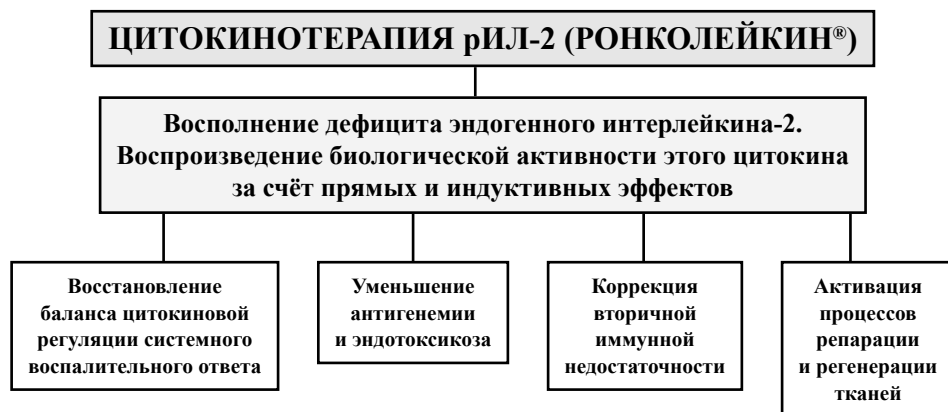 ЦИТОКИНОТЕРАПИЯ рИЛ-2 (РОНКОЛЕЙКИН®)
Восполнение дефицита эндогенного интерлейкина-2.
Воспроизведение биологической активности этого цитокина
за счёт прямых и индуктивных эффектов
Восстановление
баланса цитокиновой
регуляции системного
воспалительного ответа
Уменьшение
антигенемии
и эндотоксикоза
Коррекция
вторичной
иммунной
недостаточности
Активация
процессов
репарации
и регенерации
тканей